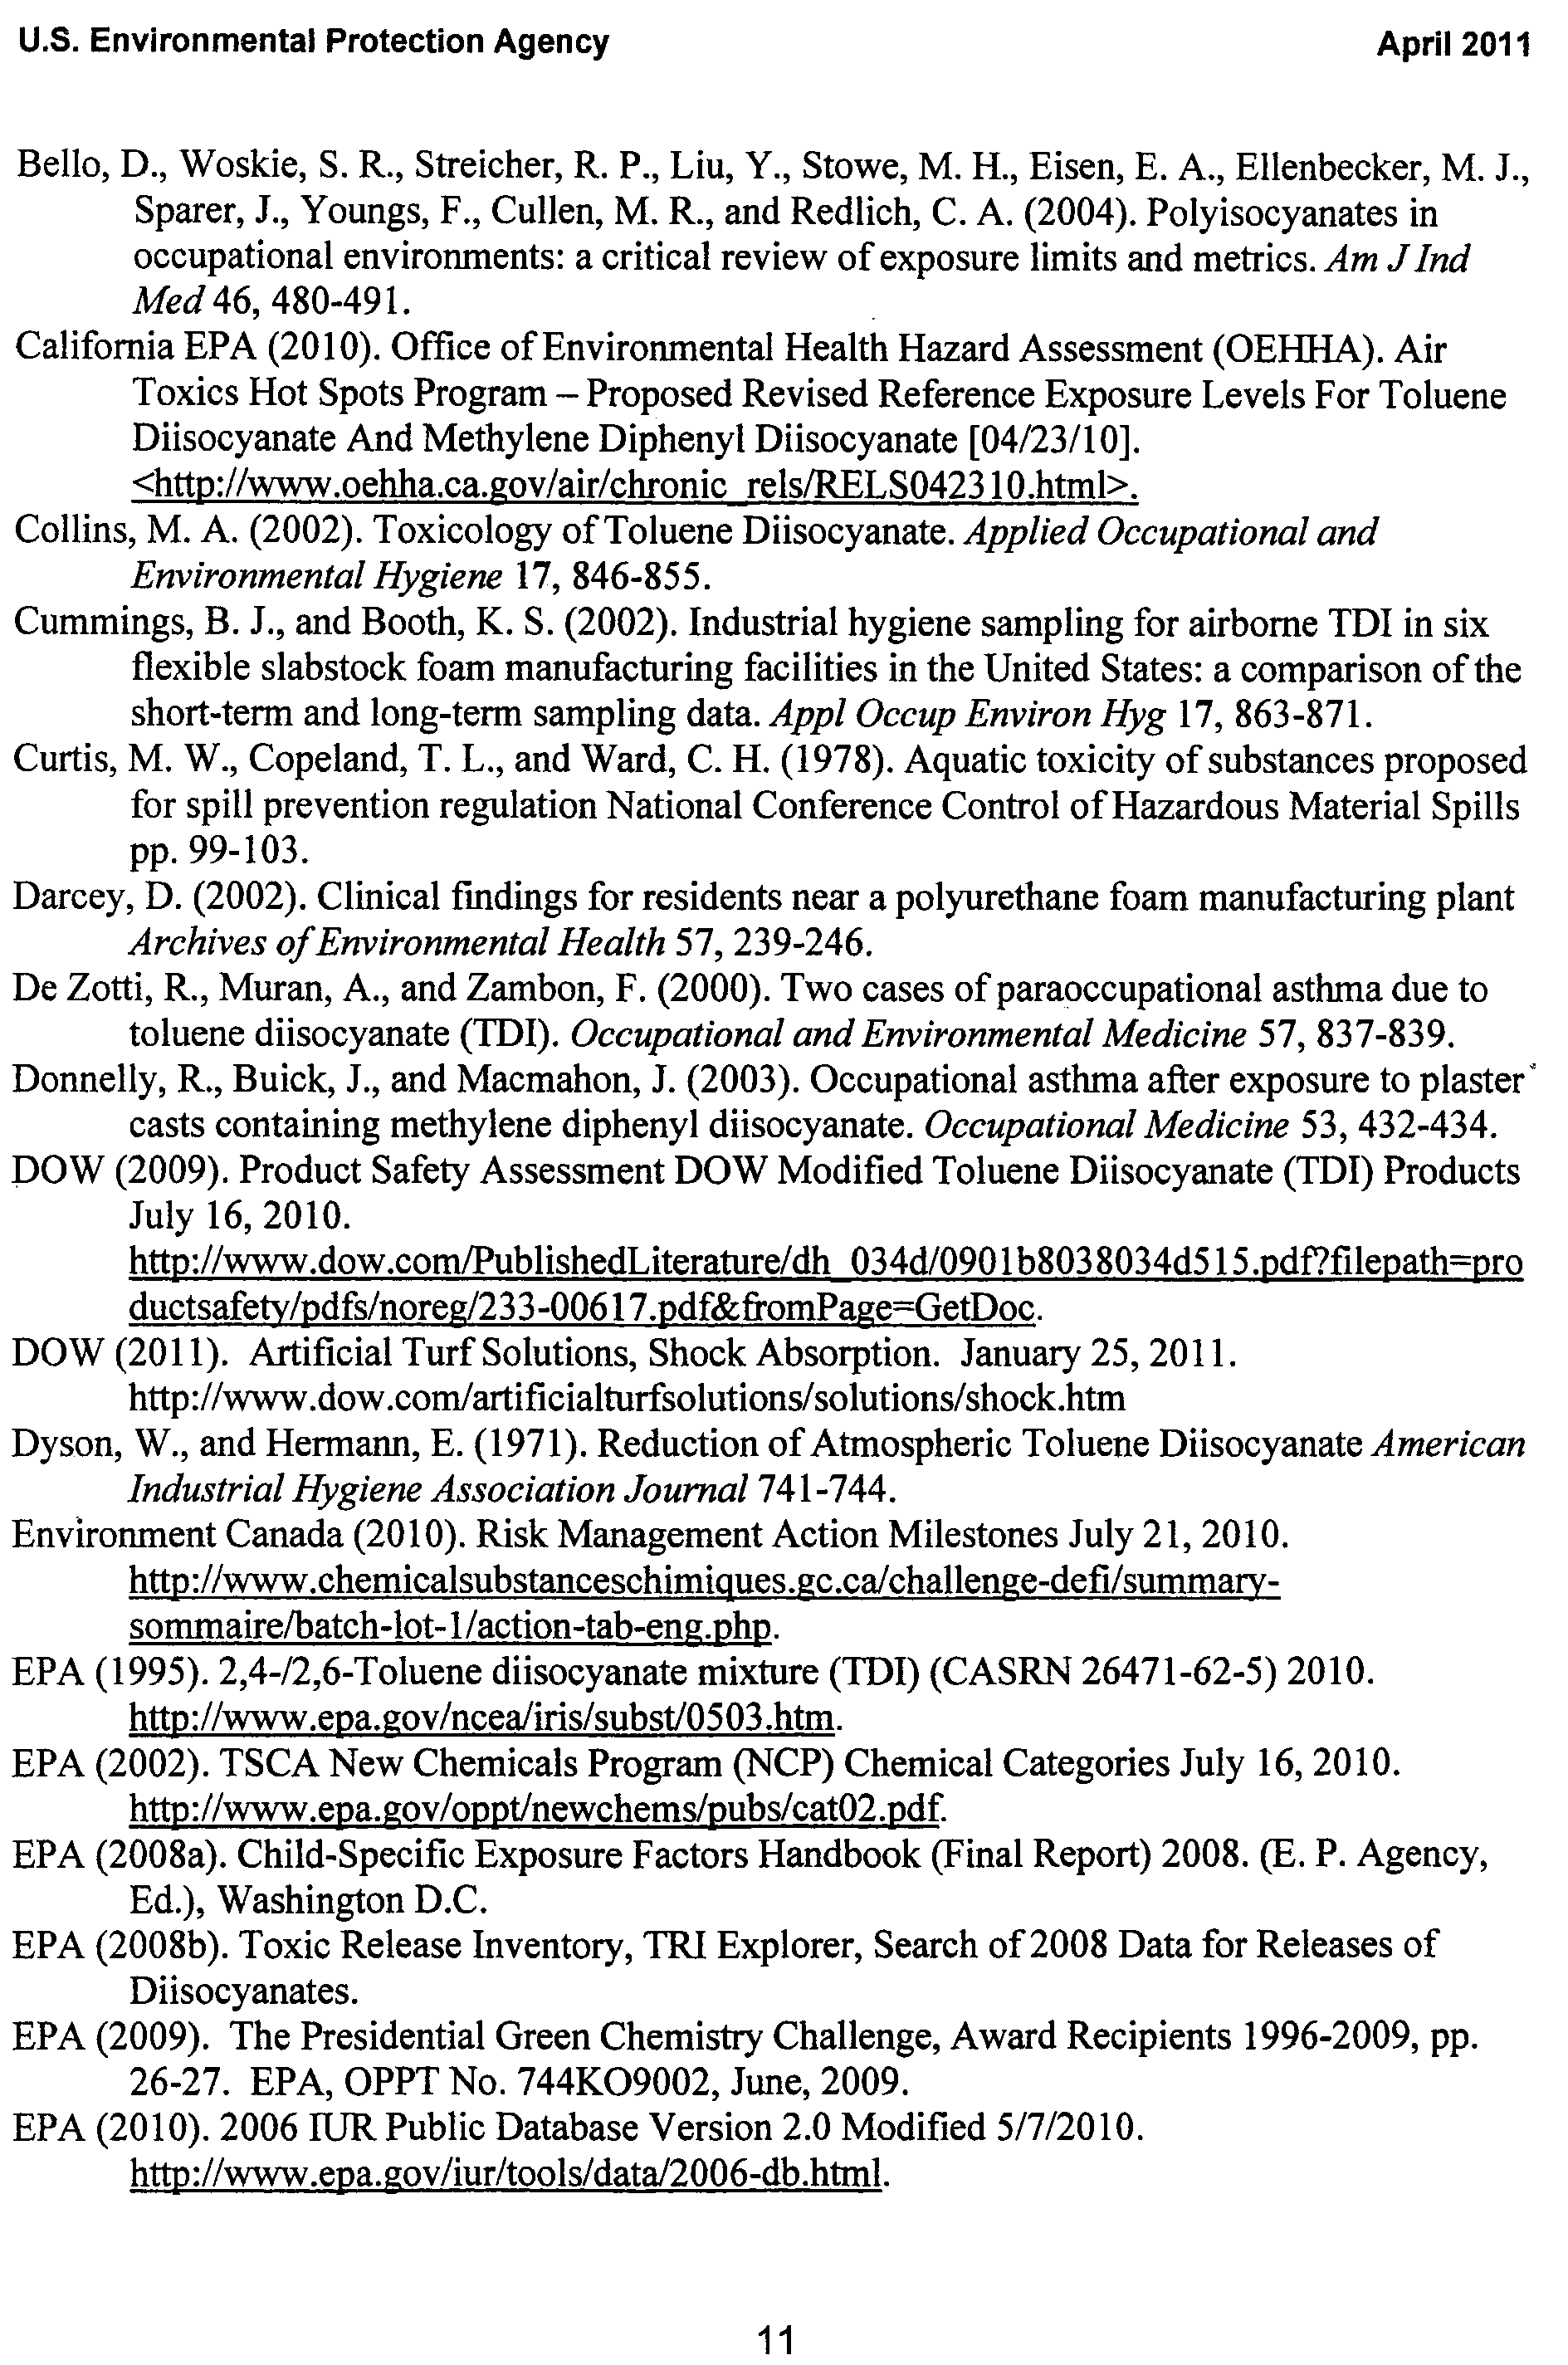 U.S. Environmental Protection Agency April 2011
Bello, D., Woskie, S. R., Streicher, R. P., Liu, Y., Stowe, M. H., Eisen, E. A., Ellenbecker, M. J.,
Sparer, J., Youngs, F., Cullen, M. R., and Redlich, C. A. (2004). Polyisocyanates in
occupational environments: a critical review of exposure limits and metrics. Am J Ind
Med 46, 480-491.
California EPA (2010). Office of Environmental Health Hazard Assessment (OEHHA). Air
Toxics Hot Spots Program – Proposed Revised Reference Exposure Levels For Toluene
Diisocyanate And Methylene Diphenyl Diisocyanate [04/23/10].
<http://www.oehha.ca.gov/air/chronic_rels/RELS042310.html>.
Collins, M. A. (2002). Toxicology of Toluene Diisocyanate. Applied Occupational and
Environmental Hygiene 17, 846-855.
Cummings, B. J., and Booth, K. S. (2002). Industrial hygiene sampling for airborne TDI in six
flexible slabstock foam manufacturing facilities in the United States: a comparison of the
short-term and long-term sampling data. Appl Occup Environ Hyg 17, 863-871.
Curtis, M. W., Copeland, T. L., and Ward, C. H. (1978). Aquatic toxicity of substances proposed
for spill prevention regulation National Conference Control of Hazardous Material Spills
pp. 99-103.
Darcey, D. (2002). Clinical findings for residents near a polyurethane foam manufacturing plant
Archives of Environmental Health 57, 239-246.
De Zotti, R., Muran, A., and Zambon, F. (2000). Two cases of paraoccupational asthma due to
toluene diisocyanate (TDI). Occupational and Environmental Medicine 57, 837-839.
Donnelly, R., Buick, J., and Macmahon, J. (2003). Occupational asthma after exposure to plaster
casts containing methylene diphenyl diisocyanate. Occupational Medicine 53, 432-434.
DOW (2009). Product Safety Assessment DOW Modified Toluene Diisocyanate (TDI) Products
July 16, 2010.
http://www.dow.com/PublishedLiterature/dh_034d/0901b8038034d515.pdf?filepath=pro
ductsafety/pdfs/noreg/233-00617.pdf&fromPage=GetDoc.
DOW (2011). Artificial Turf Solutions, Shock Absorption. January 25, 2011.
http://www.dow.com/artificialturfsolutions/solutions/shock.htm
Dyson, W., and Hermann, E. (1971). Reduction of Atmospheric Toluene Diisocyanate American
Industrial Hygiene Association Journal 741-744.
Environment Canada (2010). Risk Management Action Milestones July 21, 2010.
http://www.chemicalsubstanceschimiques.gc.ca/challenge-defi/summary-
sommaire/batch-lot-1/action-tab-eng.php.
EPA (1995). 2,4-/2,6-Toluene diisocyanate mixture (TDI) (CASRN 26471-62-5) 2010.
http://www.epa.gov/ncea/iris/subst/0503.htm.
EPA (2002). TSCA New Chemicals Program (NCP) Chemical Categories July 16, 2010.
http://www.epa.gov/oppt/newchems/pubs/cat02.pdf.
EPA (2008a). Child-Specific Exposure Factors Handbook (Final Report) 2008. (E. P. Agency,
Ed.), Washington D.C.
EPA (2008b). Toxic Release Inventory, TRI Explorer, Search of 2008 Data for Releases of
Diisocyanates.
EPA (2009). The Presidential Green Chemistry Challenge, Award Recipients 1996-2009, pp.
26-27. EPA, OPPT No. 744KO9002, June, 2009.
EPA (2010). 2006 IUR Public Database Version 2.0 Modified 5/7/2010.
http://www.epa.gov/iur/tools/data/2006-db.html.
11